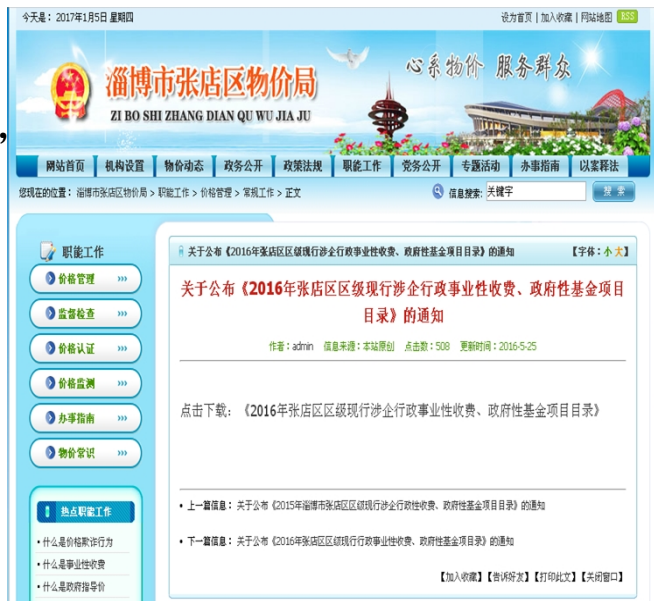 今天是： 2017年1月5日 星期四
设为首页 | 加入收藏 | 网站地图 RSS
淄博市张店区物价局
ZI BO SHI ZHANG DIAN QU WU JIA JU
心系物价 服务群众
,
网站首页 机构设置 物价动态 政务公开 政策法规 职能工作 党务公开 专题活动 办事指南 以案释法
您现在的位置： 淄博市张店区物价局 > 职能工作 > 价格管理 > 常规工作 > 正文
信息搜索: 关键字 搜 索
职能工作
价格管理 »»
监督检查 »»
价格认证 »»
价格监测 »»
办事指南 »»
物价常识 »»
热点职能工作
• 什么是价格欺诈行为
• 什么是事业性收费
• 什么是政府指导价
关于公布《2016年张店区区级现行涉企行政事业性收费、政府性基金项目目录》的通知 【字体：小 大】
关于公布《2016年张店区区级现行涉企行政事业性收费、政府性基金项目
目录》的通知
作者：admin 信息来源：本站原创 点击数：508 更新时间：2016-5-25
点击下载： 《2016年张店区区级现行涉企行政事业性收费、政府性基金项目目录》
• 上一篇信息： 关于公布《2015年淄博市张店区区级现行涉企行政性收费、政府性基金项目目录》的通知
• 下一篇信息： 关于公布《2016年张店区区级现行行政事业性收费、政府性基金项目目录》的通知
【加入收藏】【告诉好友】【打印此文】【关闭窗口】